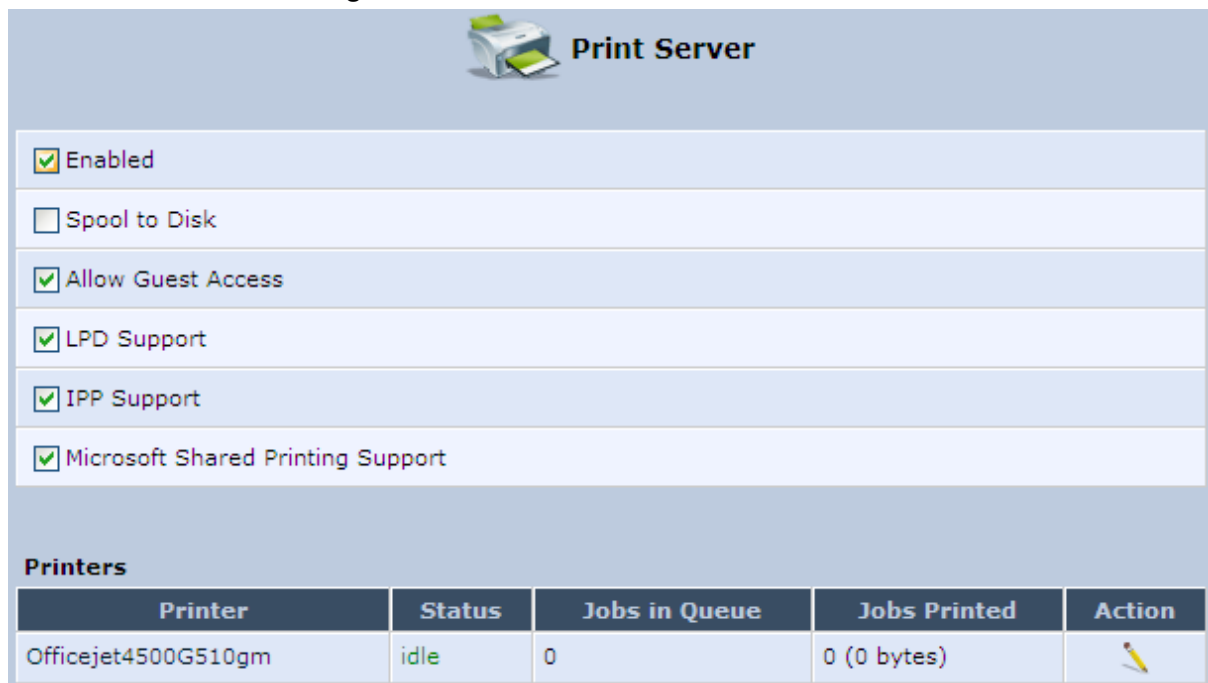 Print Server
Enabled
Spool to Disk
Allow Guest Access
LPD Support
IPP Support
Microsoft Shared Printing Support
Printers
Printer Status Jobs in Queue Jobs Printed Action
Officejet4500G510gm idle 0 0 (0 bytes)